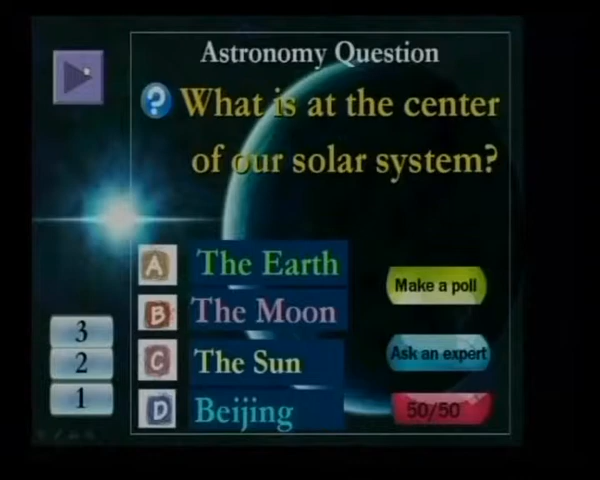 Astronomy Question
? What is at the center
of our solar system?
A The Earth
B The Moon
C The Sun
D Beijing
Make a poll
Ask an expert
50/50
3
2
1